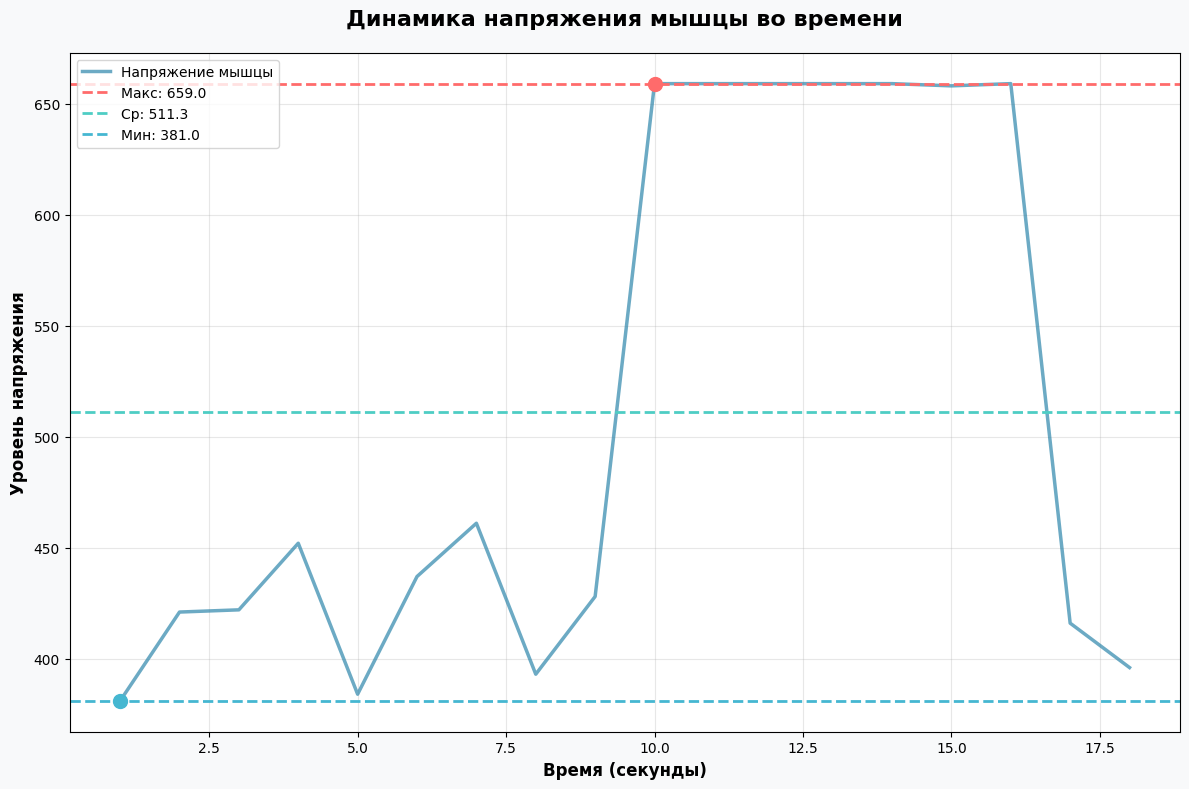 Динамика напряжения мышцы во времени
Напряжение мышцы
Макс: 659.0
Ср: 511.3
Мин: 381.0
Уровень напряжения
650
600
550
500
450
400
2.5 5.0 7.5 10.0 12.5 15.0 17.5
Время (секунды)